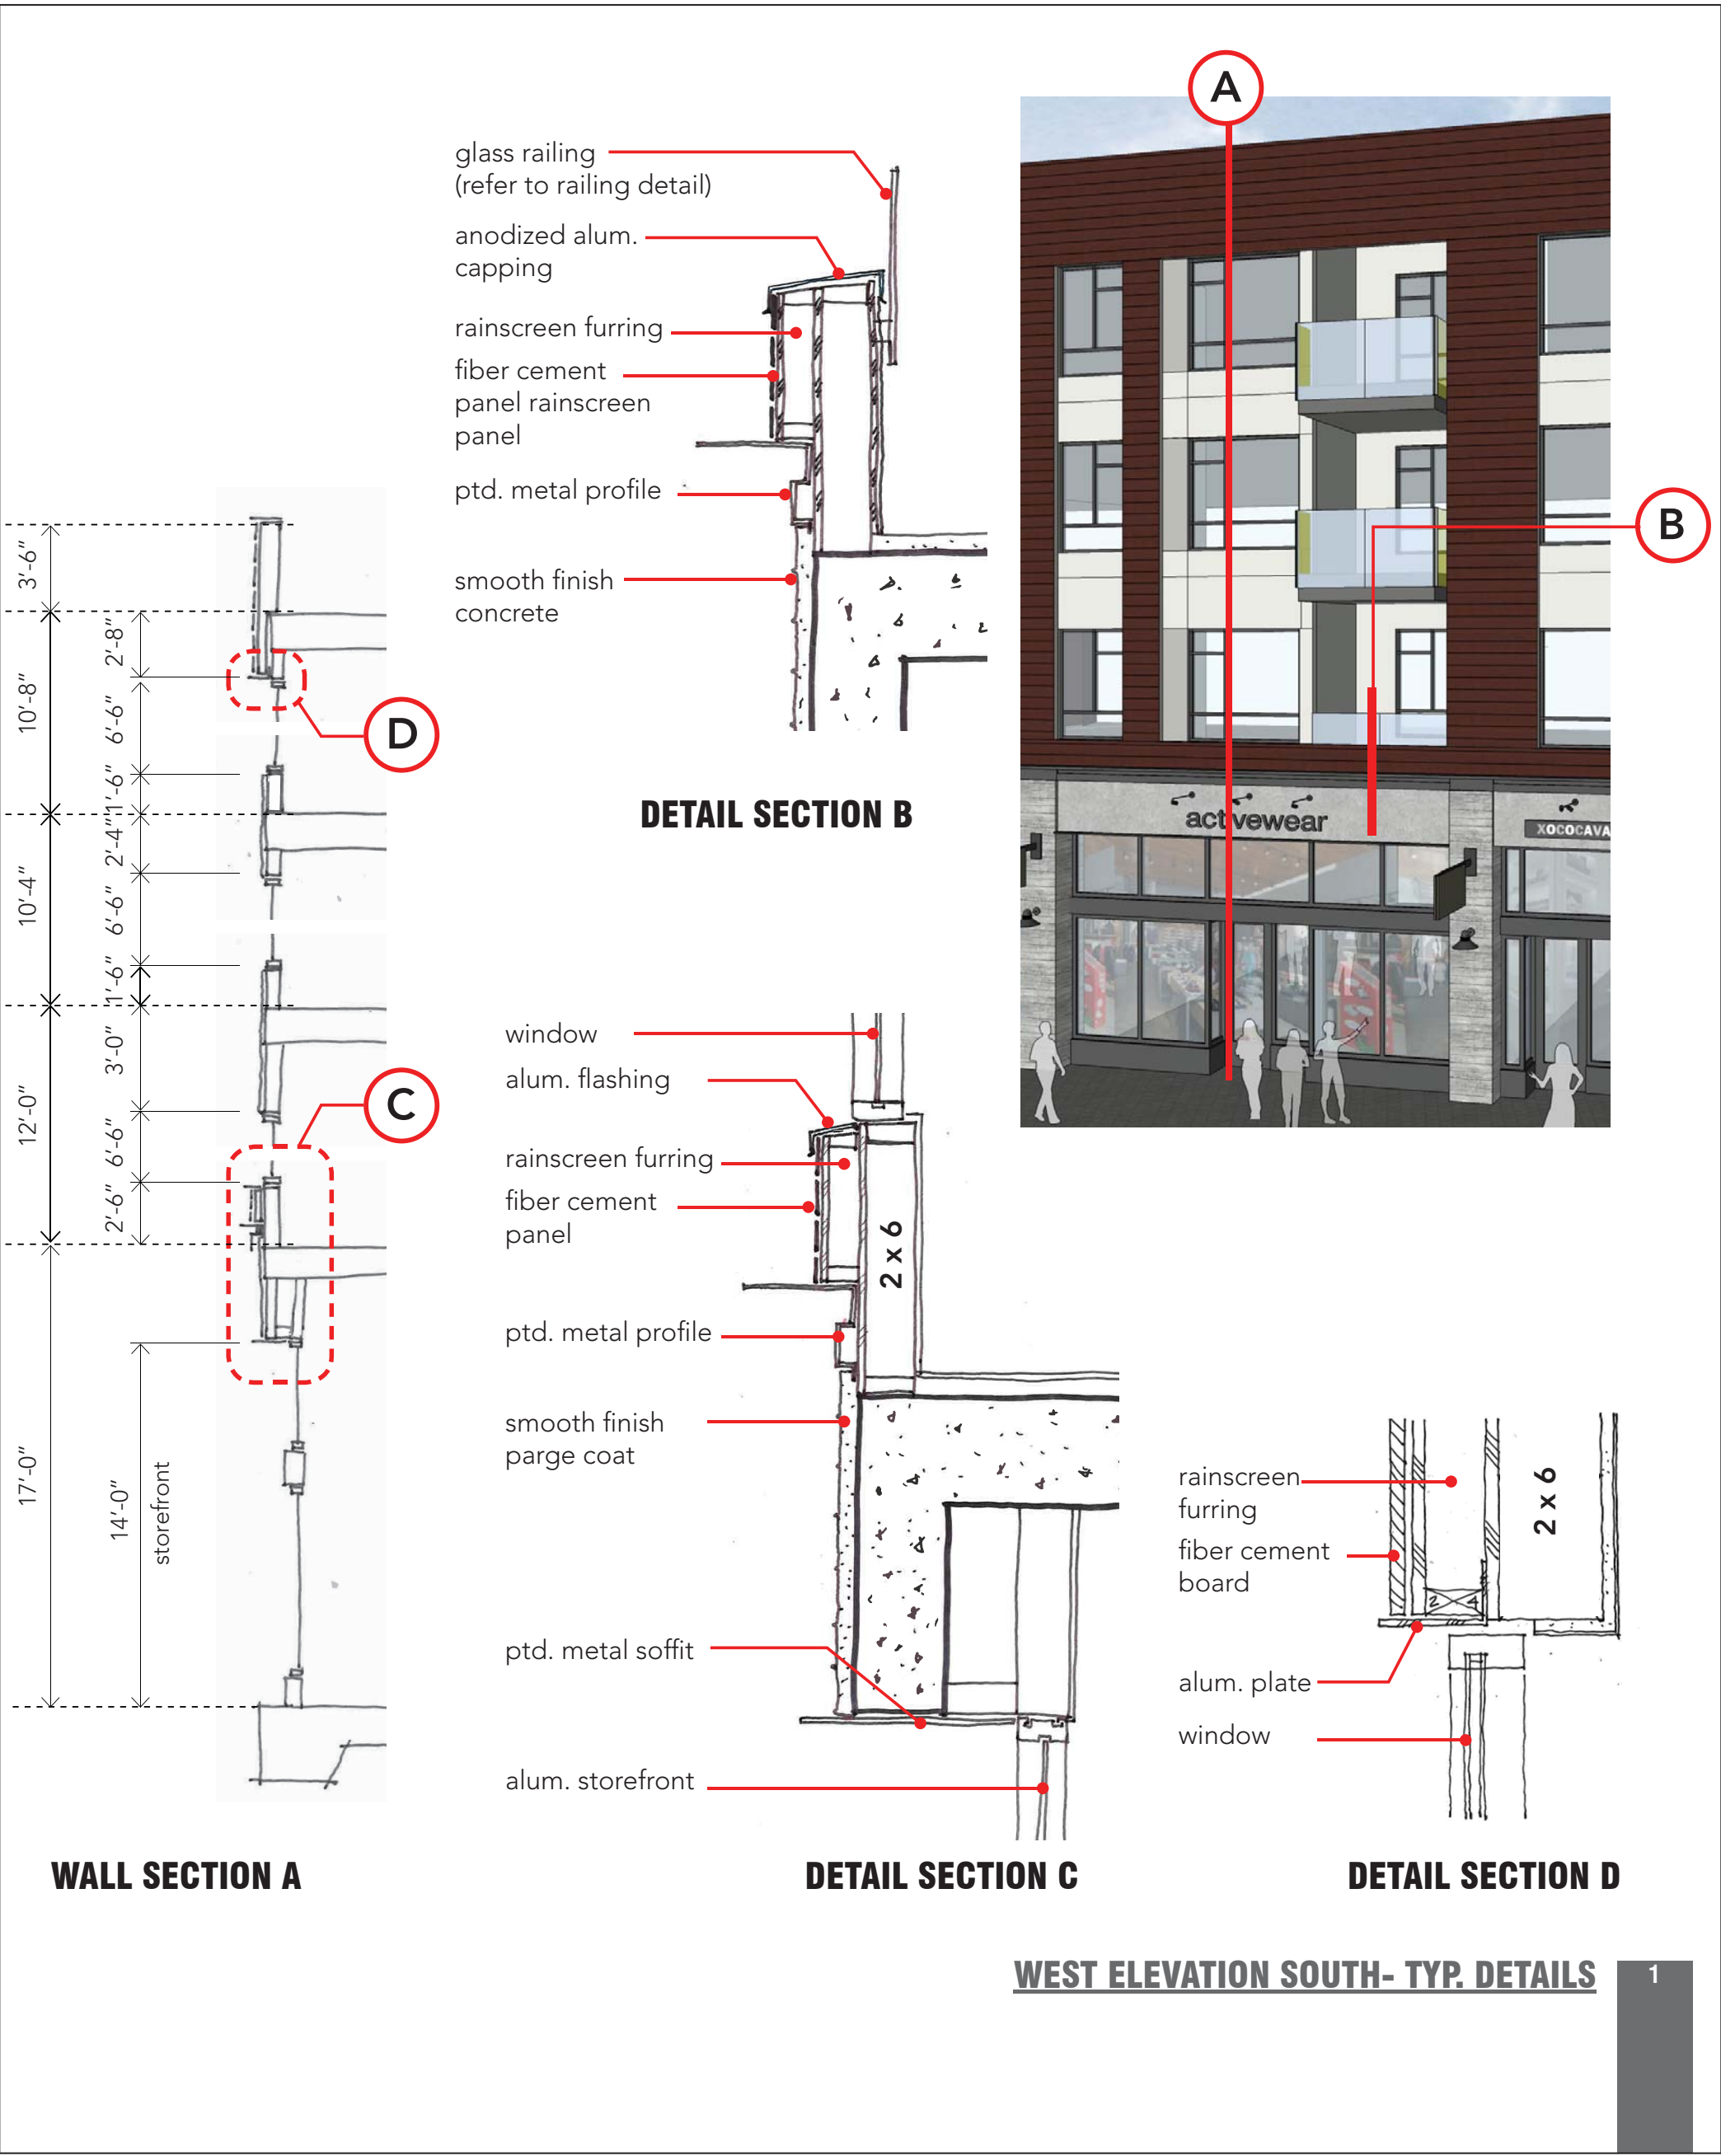 A
glass railing
(refer to railing detail)
anodized alum.
capping
rainscreen furring
fiber cement
panel rainscreen
panel
ptd. metal profile
smooth finish
concrete
DETAIL SECTION B
B
activewear
XOCOCAVA
3'-6"
10'-8"
10'-4"
12'-0"
17'-0"
2'-8"
6'-6"
1'-6"
2'-4"
6'-6"
1'-6"
3'-0"
6'-6"
2'-6"
14'-0"
storefront
D
C
WALL SECTION A
window
alum. flashing
rainscreen furring
fiber cement
panel
2 x 6
ptd. metal profile
smooth finish
parge coat
ptd. metal soffit
alum. storefront
DETAIL SECTION C
rainscreen
furring
fiber cement
board
2 x 6
2 4
alum. plate
window
DETAIL SECTION D
WEST ELEVATION SOUTH- TYP. DETAILS
1